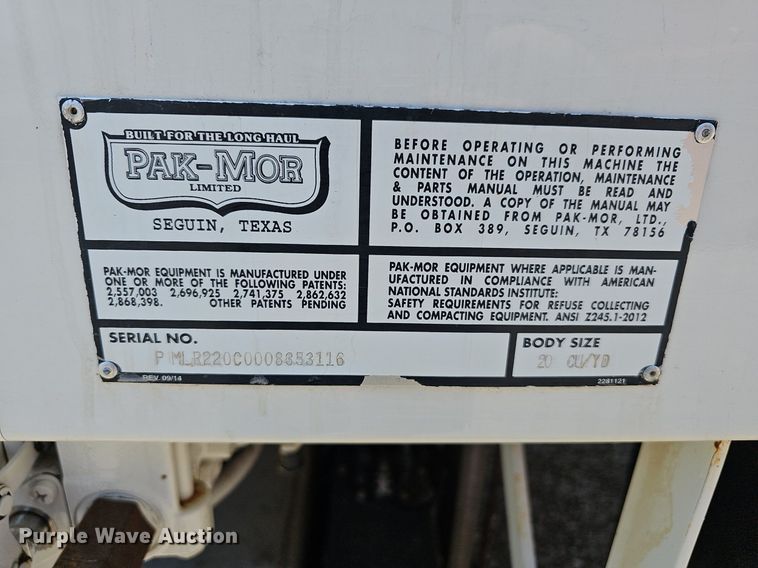 BUILT FOR THE LONG HAUL
PAK-MOR
LIMITED
SEGUIN, TEXAS
BEFORE OPERATING OR PERFORMING
MAINTENANCE ON THIS MACHINE THE
CONTENT OF THE OPERATION, MAINTENANCE
& PARTS MANUAL MUST BE READ AND
UNDERSTOOD. A COPY OF THE MANUAL MAY
BE OBTAINED FROM PAK-MOR, LTD.,
P.O. BOX 389, SEGUIN, TX 78156
PAK-MOR EQUIPMENT IS MANUFACTURED UNDER
ONE OR MORE OF THE FOLLOWING PATENTS:
2,557,003 2,696,925 2,741,375 2,862,632
2,868,398. OTHER PATENTS PENDING
PAK-MOR EQUIPMENT WHERE APPLICABLE IS MAN-
UFACTURED IN COMPLIANCE WITH AMERICAN
NATIONAL STANDARDS INSTITUTE:
SAFETY REQUIREMENTS FOR REFUSE COLLECTING
AND COMPACTING EQUIPMENT. ANSI Z245.1-2012
SERIAL NO.
BODY SIZE
20 CU/YD
REV. 09/14
2281121
Purple Wave Auction